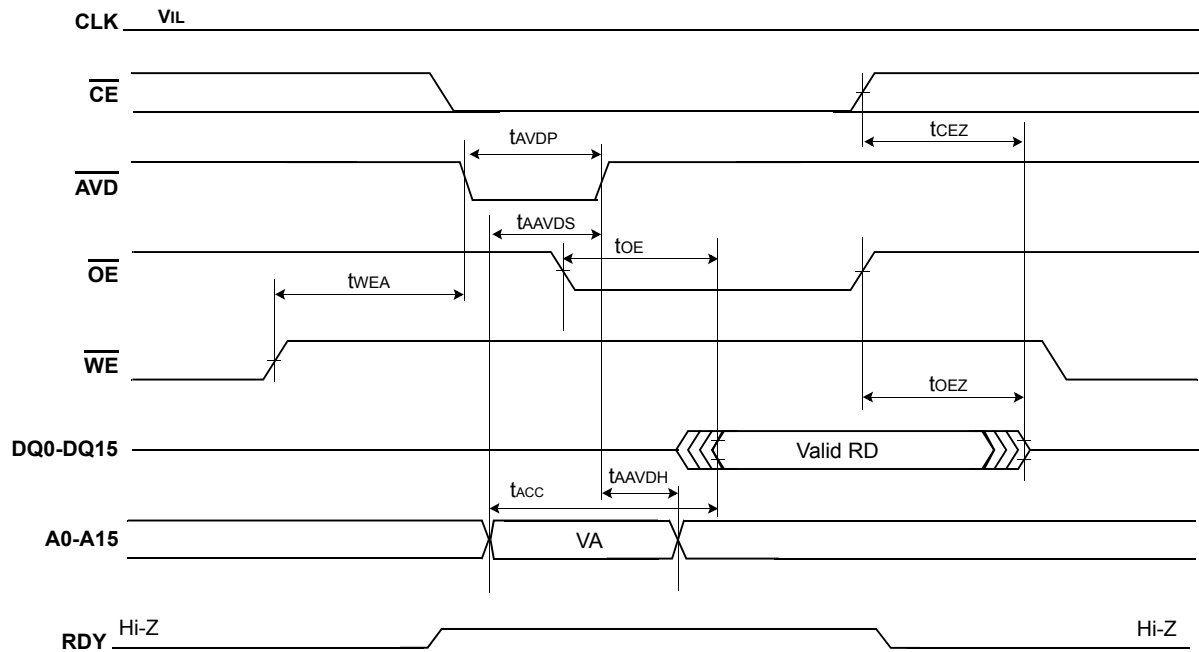 CLK VIL
CE
tCEZ
tAVDP
AVD
tAAVDS
tOE
OE
tWEA
WE
tOEZ
DQ0-DQ15
Valid RD
tAAVDH
tACC
A0-A15
VA
Hi-Z
Hi-Z
RDY